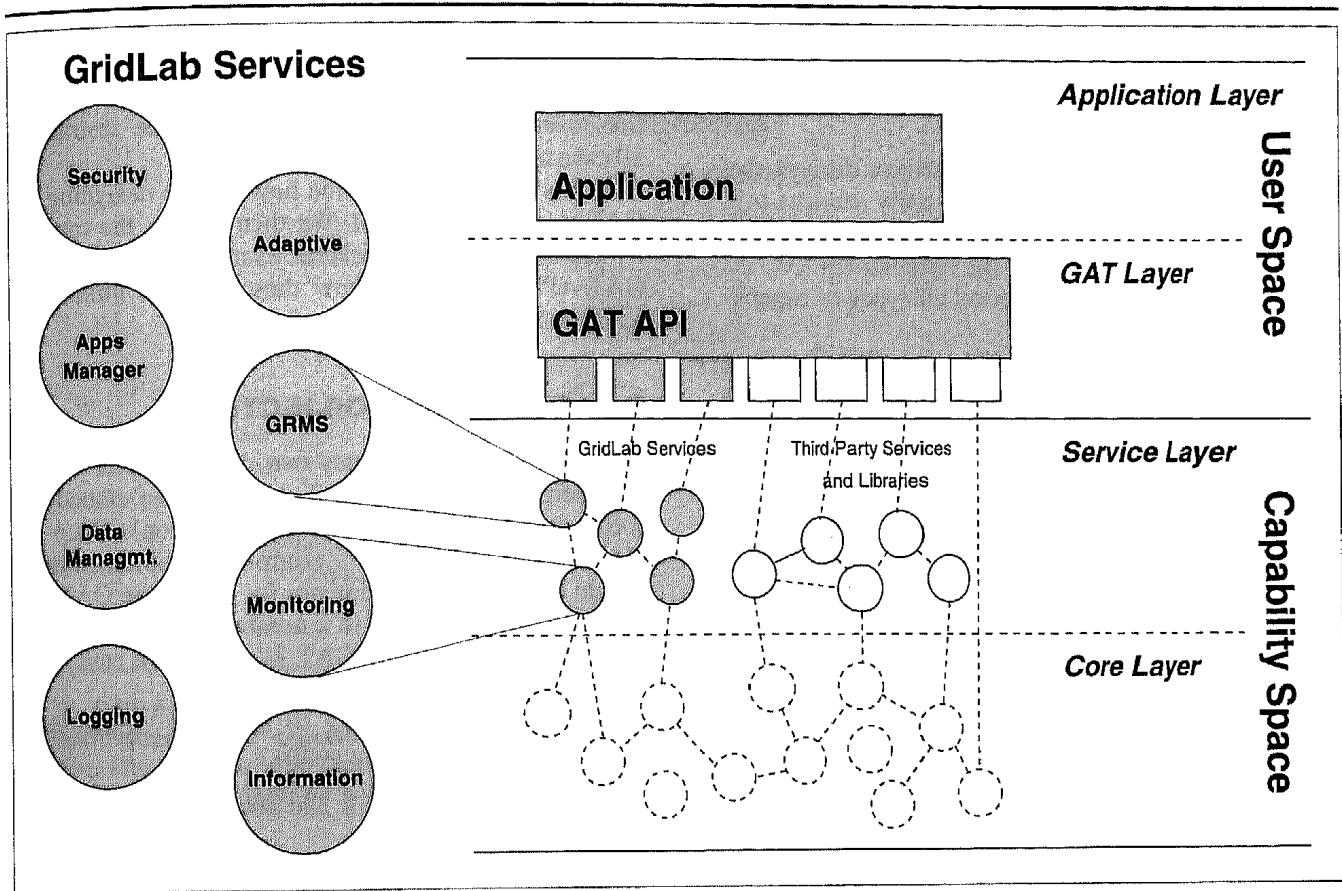 GridLab Services
Security
Adaptive
Apps
Manager
GRMS
Data
Managmt.
Monitoring
Logging
Information
Application Layer
Application
GAT Layer
GAT API
User Space
Service Layer
GridLab Services
Third Party Services
and Libraries
Core Layer
Capability Space